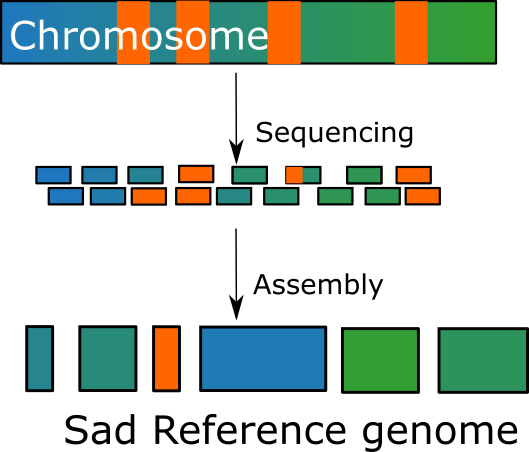 Chromosome
Sequencing
Assembly
Sad Reference genome